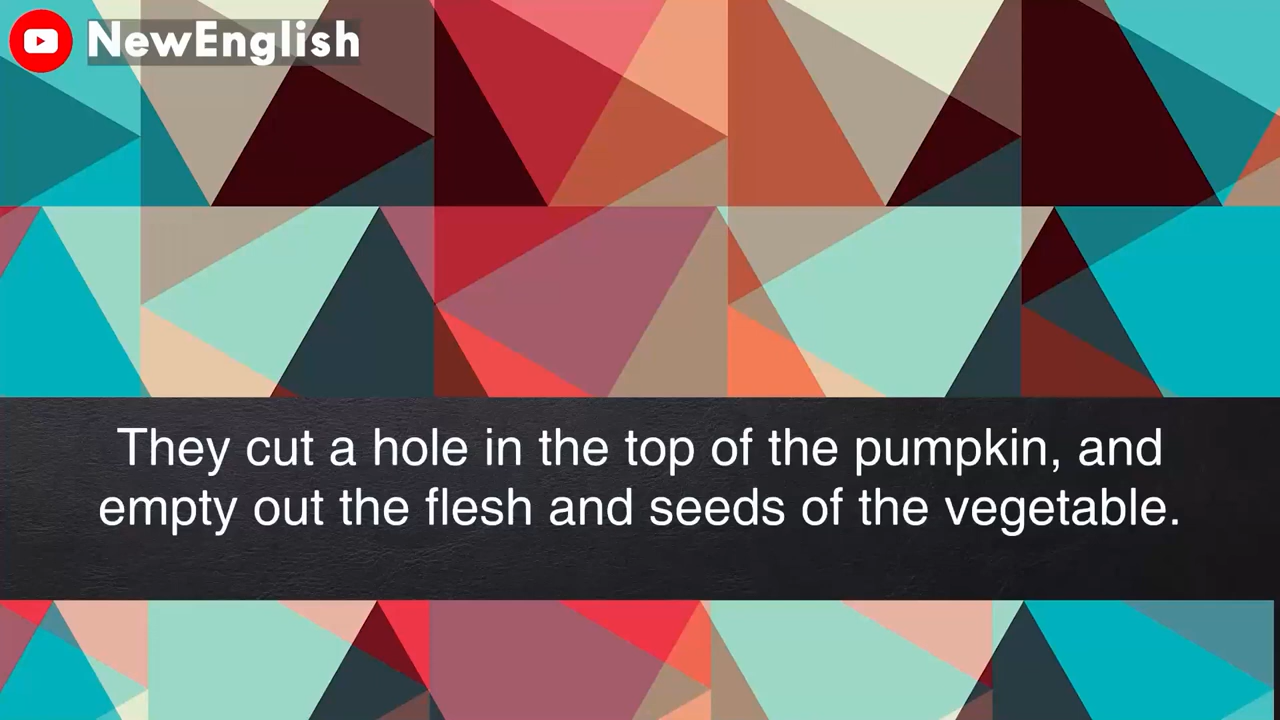 NewEnglish
They cut a hole in the top of the pumpkin, and
empty out the flesh and seeds of the vegetable.